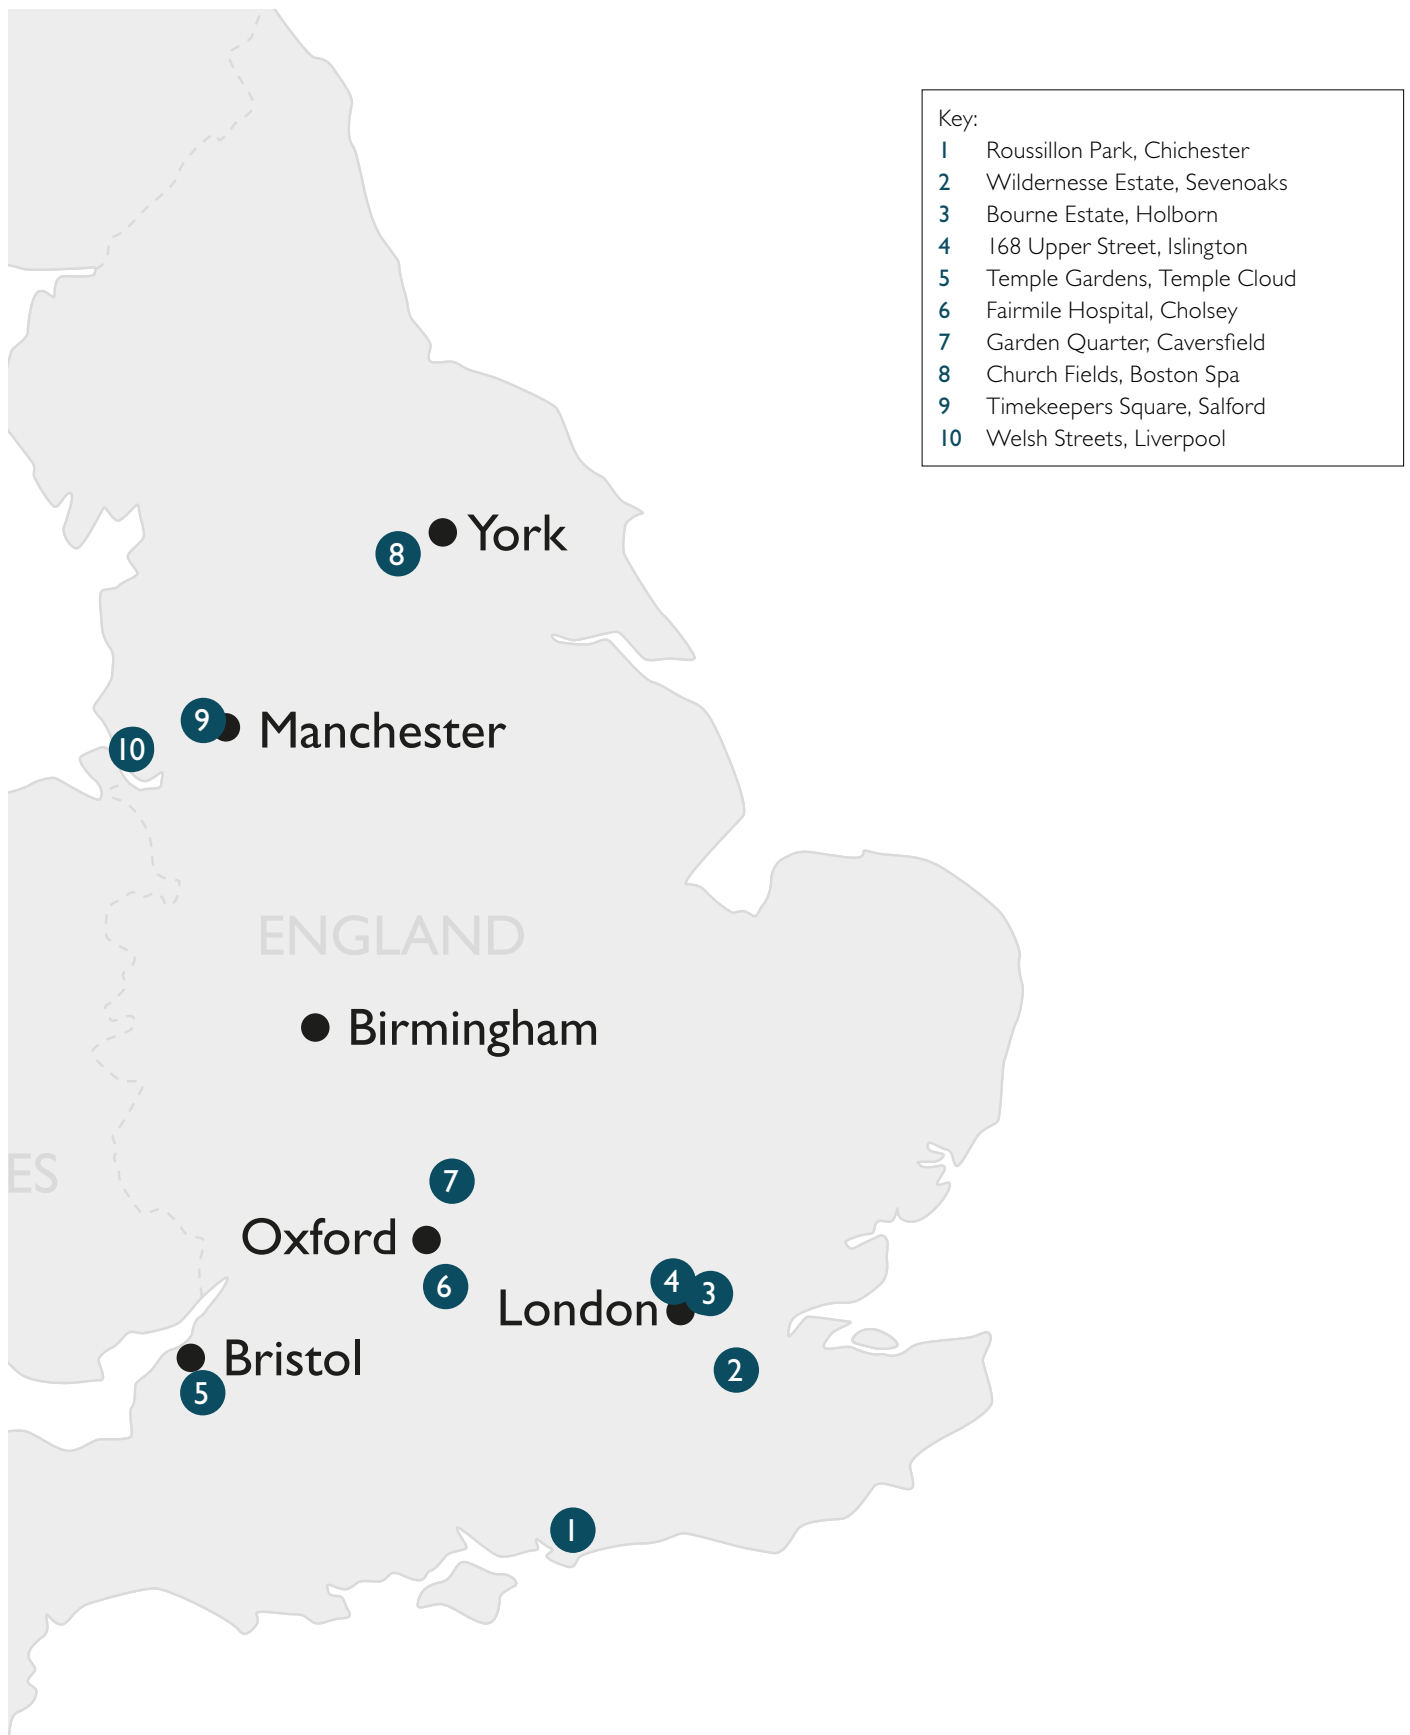 Key:
1 Roussillon Park, Chichester
2 Wildernesse Estate, Sevenoaks
3 Bourne Estate, Holborn
4 168 Upper Street, Islington
5 Temple Gardens, Temple Cloud
6 Fairmile Hospital, Cholsey
7 Garden Quarter, Caversfield
8 Church Fields, Boston Spa
9 Timekeepers Square, Salford
10 Welsh Streets, Liverpool
8 York
9 Manchester
10
ENGLAND
Birmingham
ES
7
Oxford
6
4 3
London
Bristol
2
5
1